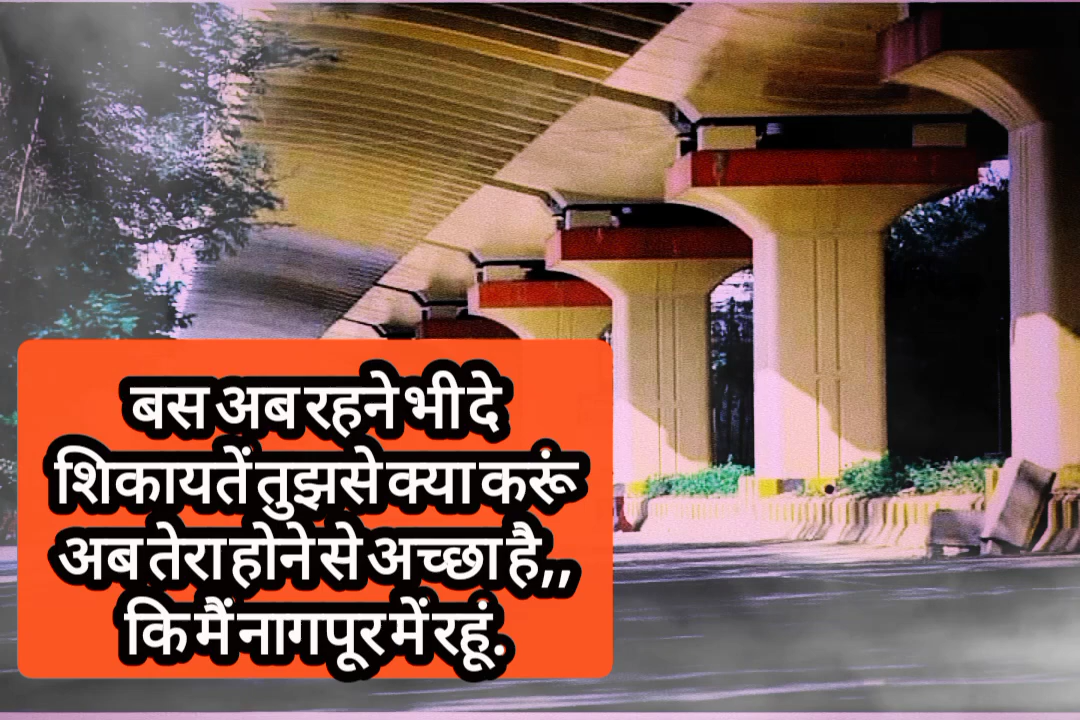 बस अब रहने भी दे
शिकायतें तुझसे क्या करूं
अब तेरा होने से अच्छा है,,
कि मैं नागपूर में रहूं.